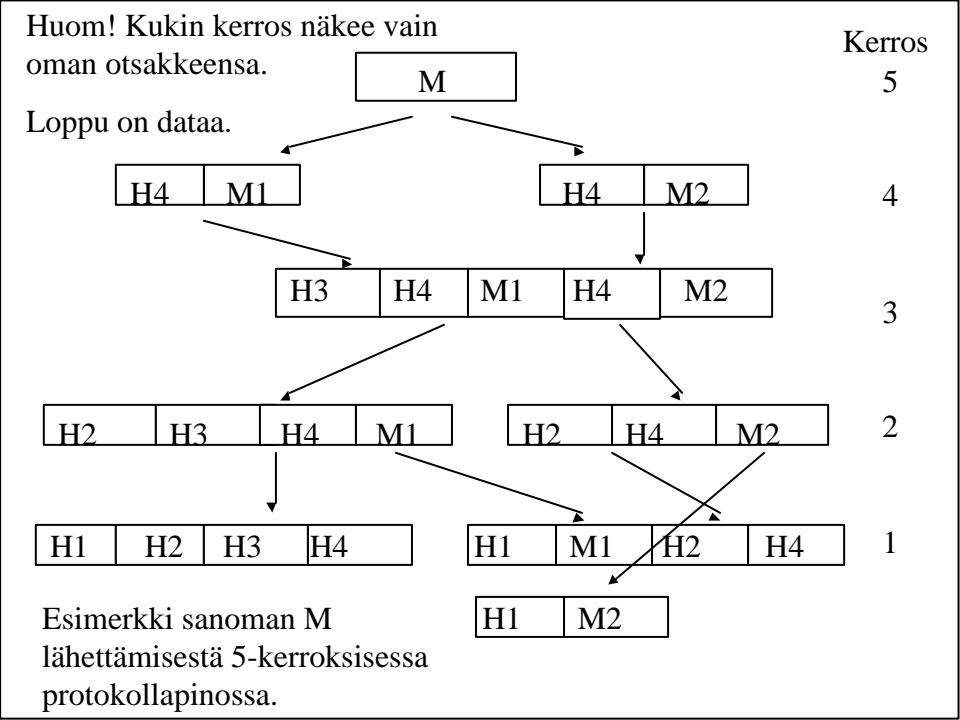 Huom! Kukin kerros näkee vain
oman otsakkeensa.
Loppu on dataa.
Kerros
M
5
H4 M1 H4 M2
4
H3 H4 M1 H4 M2
3
H2 H3 H4 M1 H2 H4 M2
2
H1 H2 H3 H4 H1 M1 H2 H4
1
H1 M2
Esimerkki sanoman M
lähettämisestä 5-kerroksisessa
protokollapinossa.